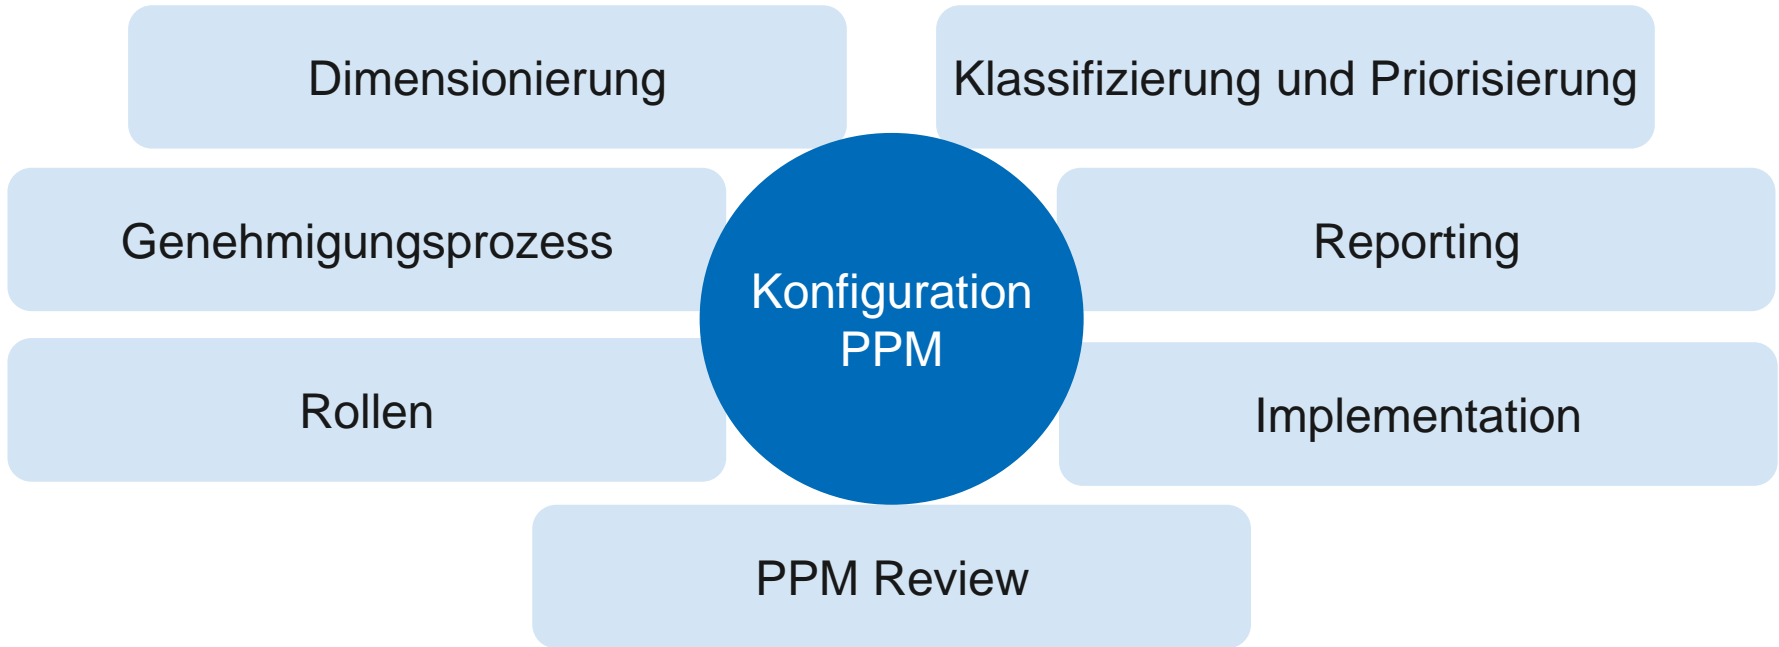 Dimensionierung
Klassifizierung und Priorisierung
Genehmigungsprozess
Reporting
Konfiguration
PPM
Rollen
Implementation
PPM Review